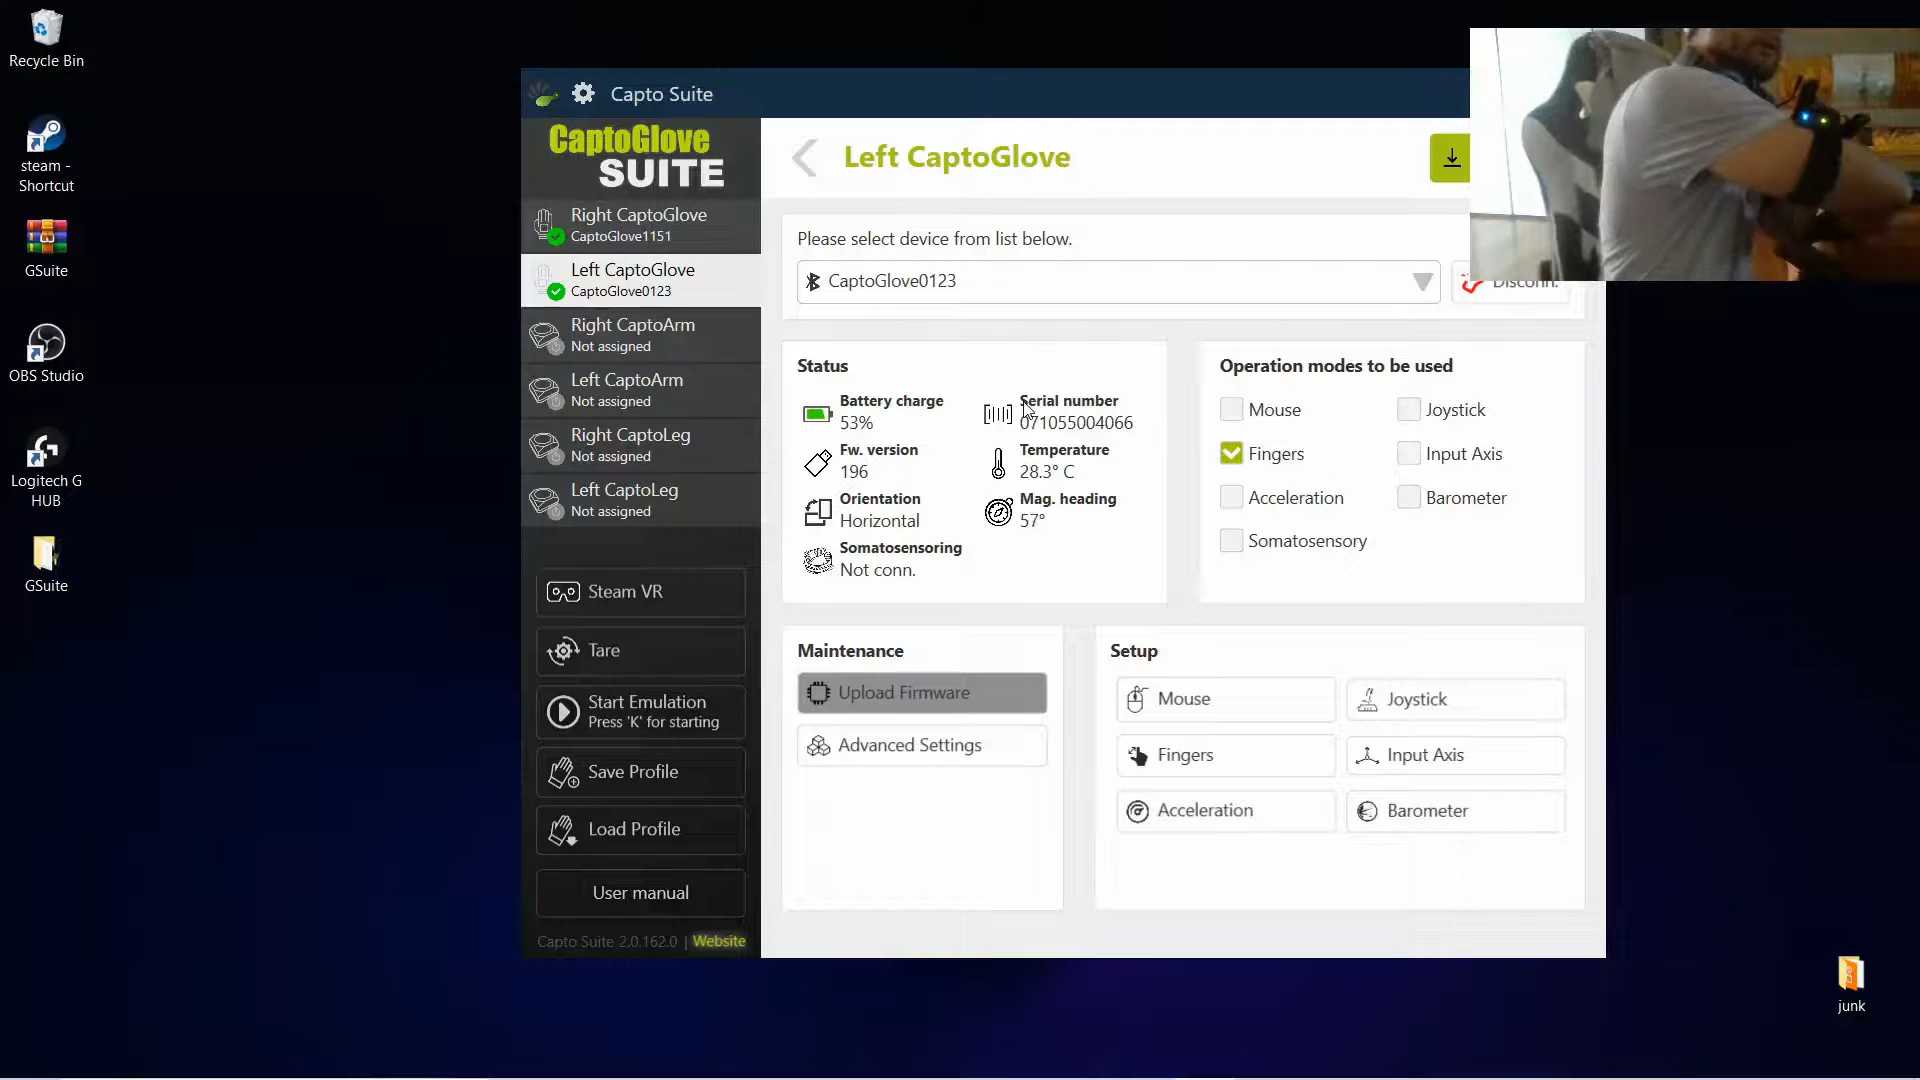 Recycle Bin
steam -
Shortcut
GSuite
OBS Studio
Logitech G
HUB
GSuite
Capto Suite
CaptoGlove
SUITE
Right CaptoGlove
CaptoGlove1151
Left CaptoGlove
CaptoGlove0123
Right CaptoArm
Not assigned
Left CaptoArm
Not assigned
Right CaptoLeg
Not assigned
Left CaptoLeg
Not assigned
Steam VR
Tare
Start Emulation
Press 'K' for starting
Save Profile
Load Profile
User manual
Capto Suite 2.0.162.0 | Website
Left CaptoGlove
Please select device from list below.
CaptoGlove0123
Disconn.
Status
Battery charge
53%
Serial number
071055004066
Fw. version
196
Temperature
28.3° C
Orientation
Horizontal
Mag. heading
57°
Somatosensoring
Not conn.
Operation modes to be used
Mouse
Joystick
Fingers
Input Axis
Acceleration
Barometer
Somatosensory
Maintenance
Upload Firmware
Advanced Settings
Setup
Mouse
Joystick
Fingers
Input Axis
Acceleration
Barometer
junk